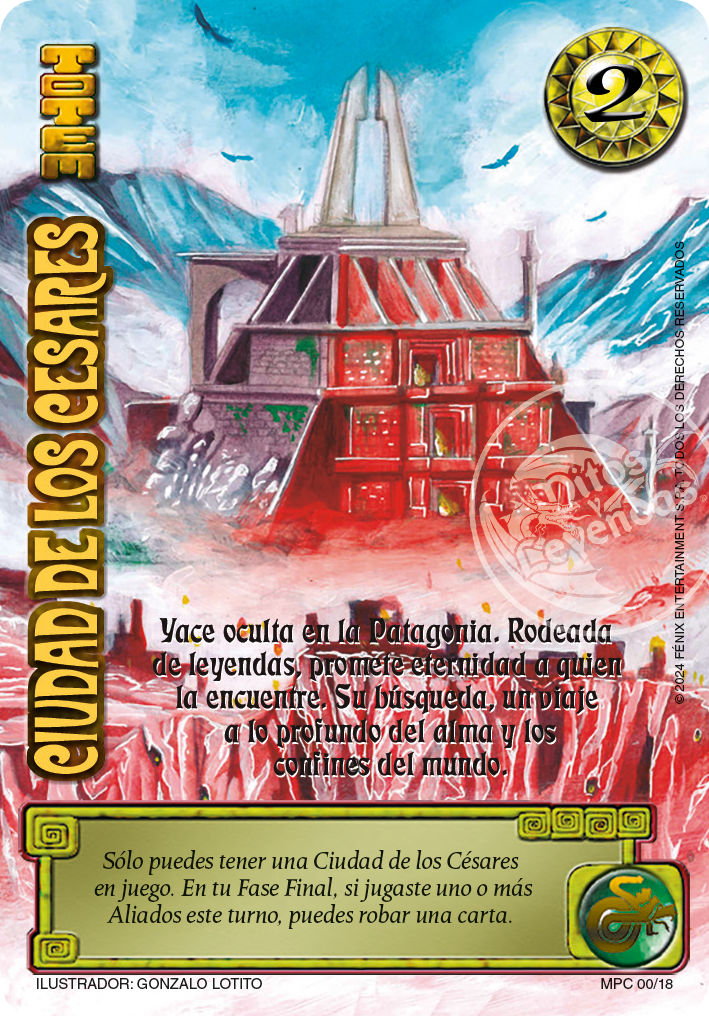 TOTEM
2
CIUDAD DE LOS CESARES
Mitos
y
Leyendas
©2024 FÉNIX ENTERTAINMENT S.P.A. TODOS LOS DERECHOS RESERVADOS
Yace oculta en la Patagonia. Rodeada
de leyendas, promete eternidad a quien
la encuentre. Su búsqueda, un viaje
a lo profundo del alma y los
confines del mundo.
Sólo puedes tener una Ciudad de los Césares
en juego. En tu Fase Final, si jugaste uno o más
Aliados este turno, puedes robar una carta.
ILUSTRADOR: GONZALO LOTITO
MPC 00/18